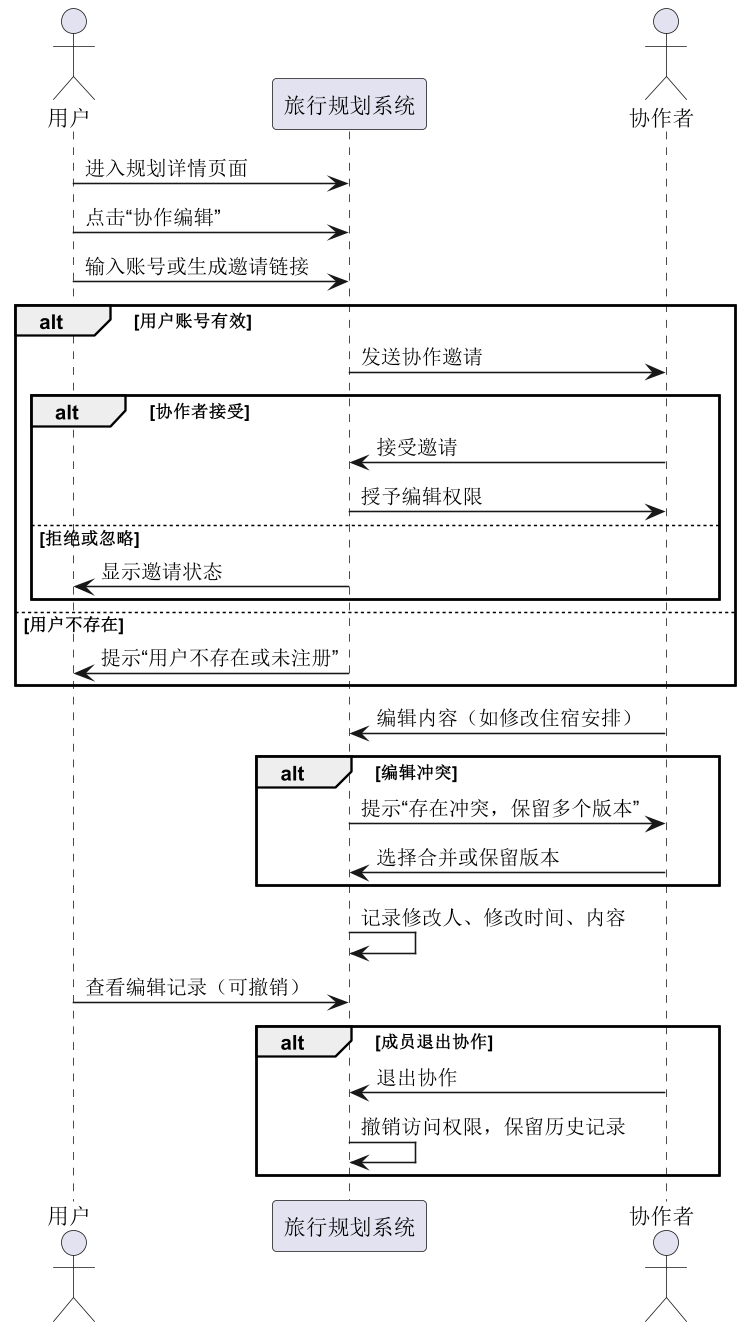 用户
旅行规划系统
协作者
进入规划详情页面
点击“协作编辑”
输入账号或生成邀请链接
alt [用户账号有效]
发送协作邀请
alt [协作者接受]
接受邀请
授予编辑权限
[拒绝或忽略]
显示邀请状态
[用户不存在]
提示“用户不存在或未注册”
编辑内容（如修改住宿安排）
alt [编辑冲突]
提示“存在冲突，保留多个版本”
选择合并或保留版本
记录修改人、修改时间、内容
查看编辑记录（可撤销）
alt [成员退出协作]
退出协作
撤销访问权限，保留历史记录
用户
旅行规划系统
协作者